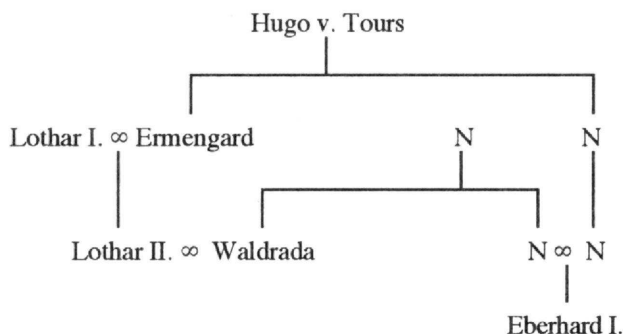 Hugo v. Tours
Lothar I. ∞ Ermengard N N
Lothar II. ∞ Waldrada N ∞ N
Eberhard I.